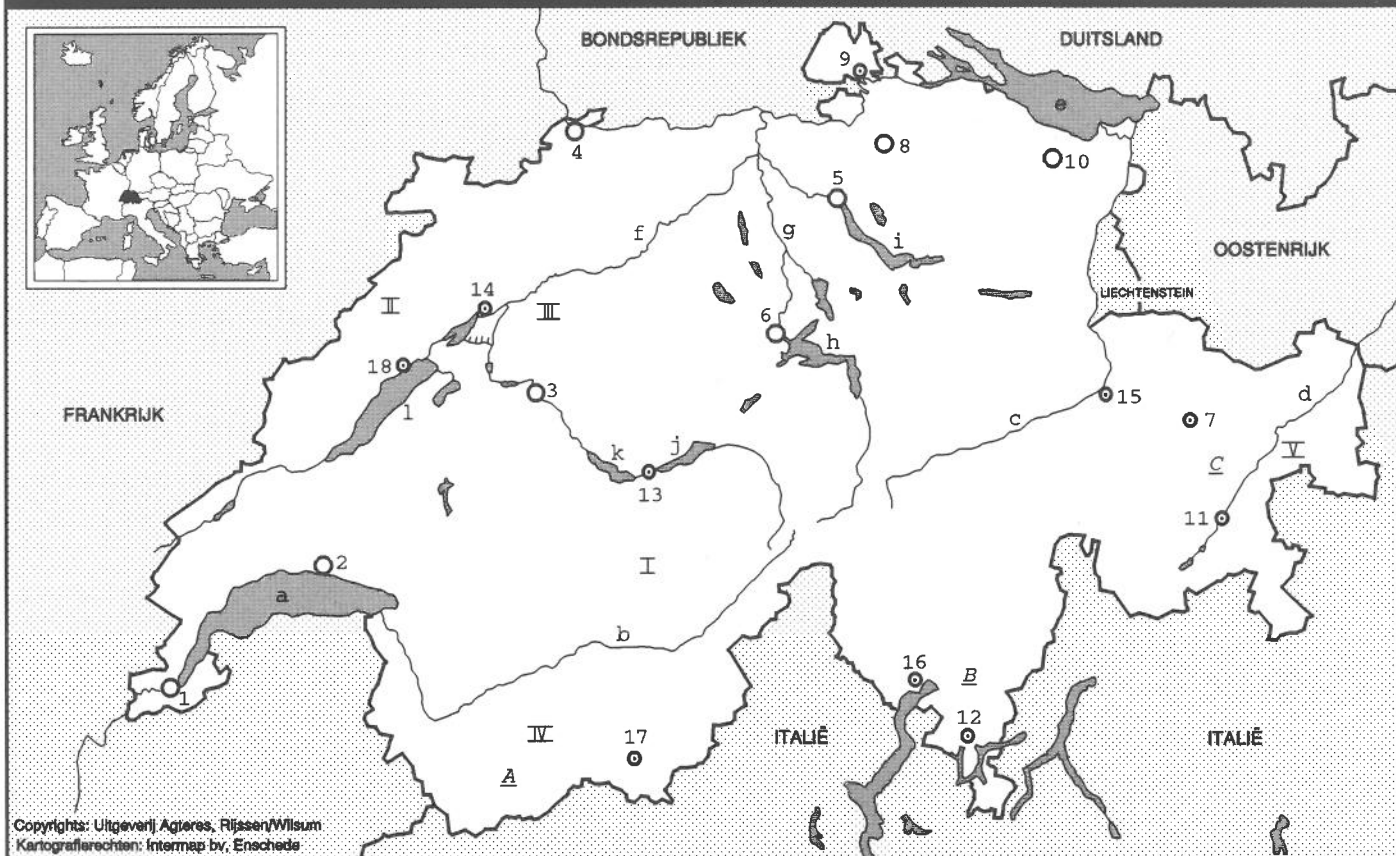 BONDSREPUBLIEK DUITSLAND
9
e
4
8
10
5
f
g
i
OOSTENRIJK
II
14
III
LIECHTENSTEIN
6
h
18
3
15
d
FRANKRIJK
l
c
7
V
k
j
C
13
11
2
I
a
b
16
B
1
12
IV
17
ITALIË
ITALIË
A
Copyrights: Uitgeverij Agteres, Rijssen/Wilsum
Kartografierechten: Intermap bv, Enschede